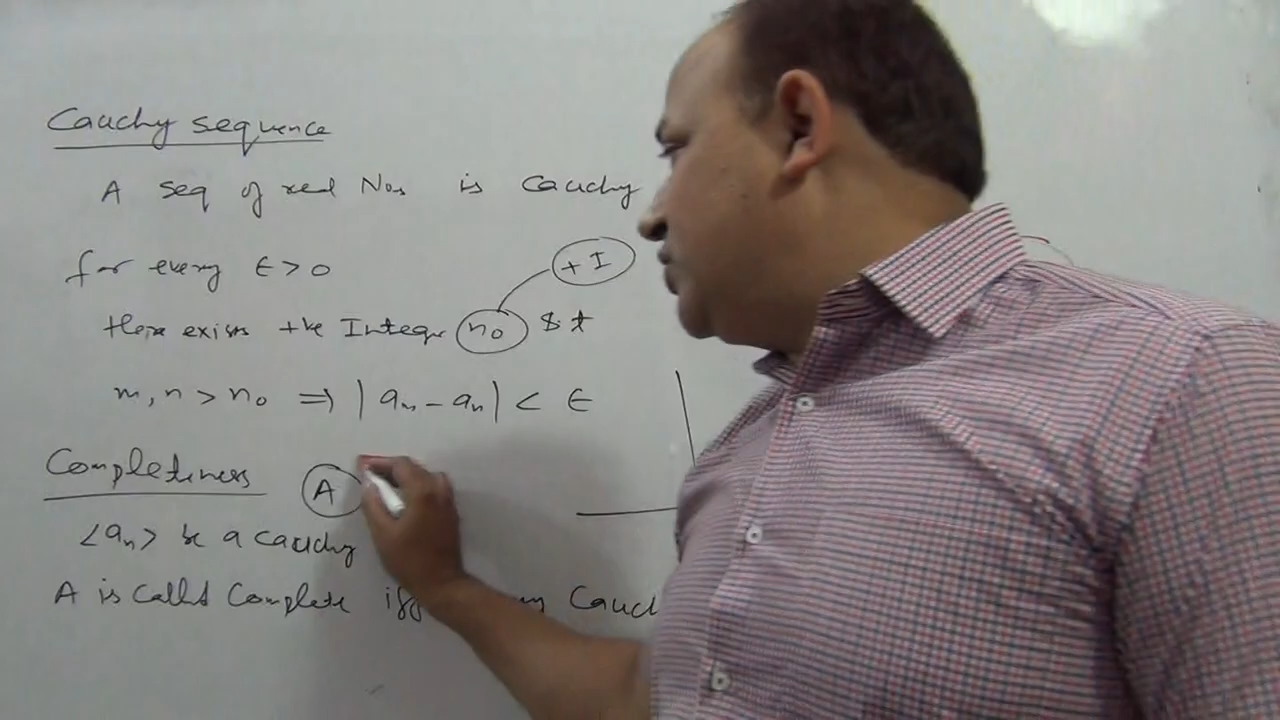 Cauchy sequence
A seq of real Nos is Cauchy
for every ∈ > 0
+ I
there exists +ve Integer n₀ s.t
m, n > n₀ ⇒ |aₘ - aₙ| < ∈
Completeness A
<aₙ> be a cauchy
A is called Complete iff